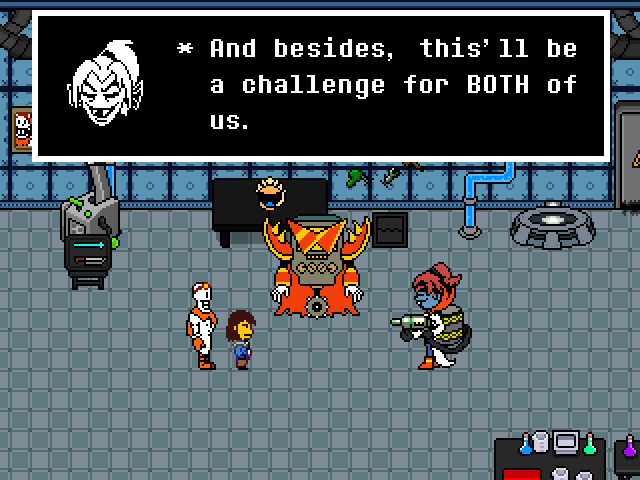 * And besides, this'll be
a challenge for BOTH of
us.